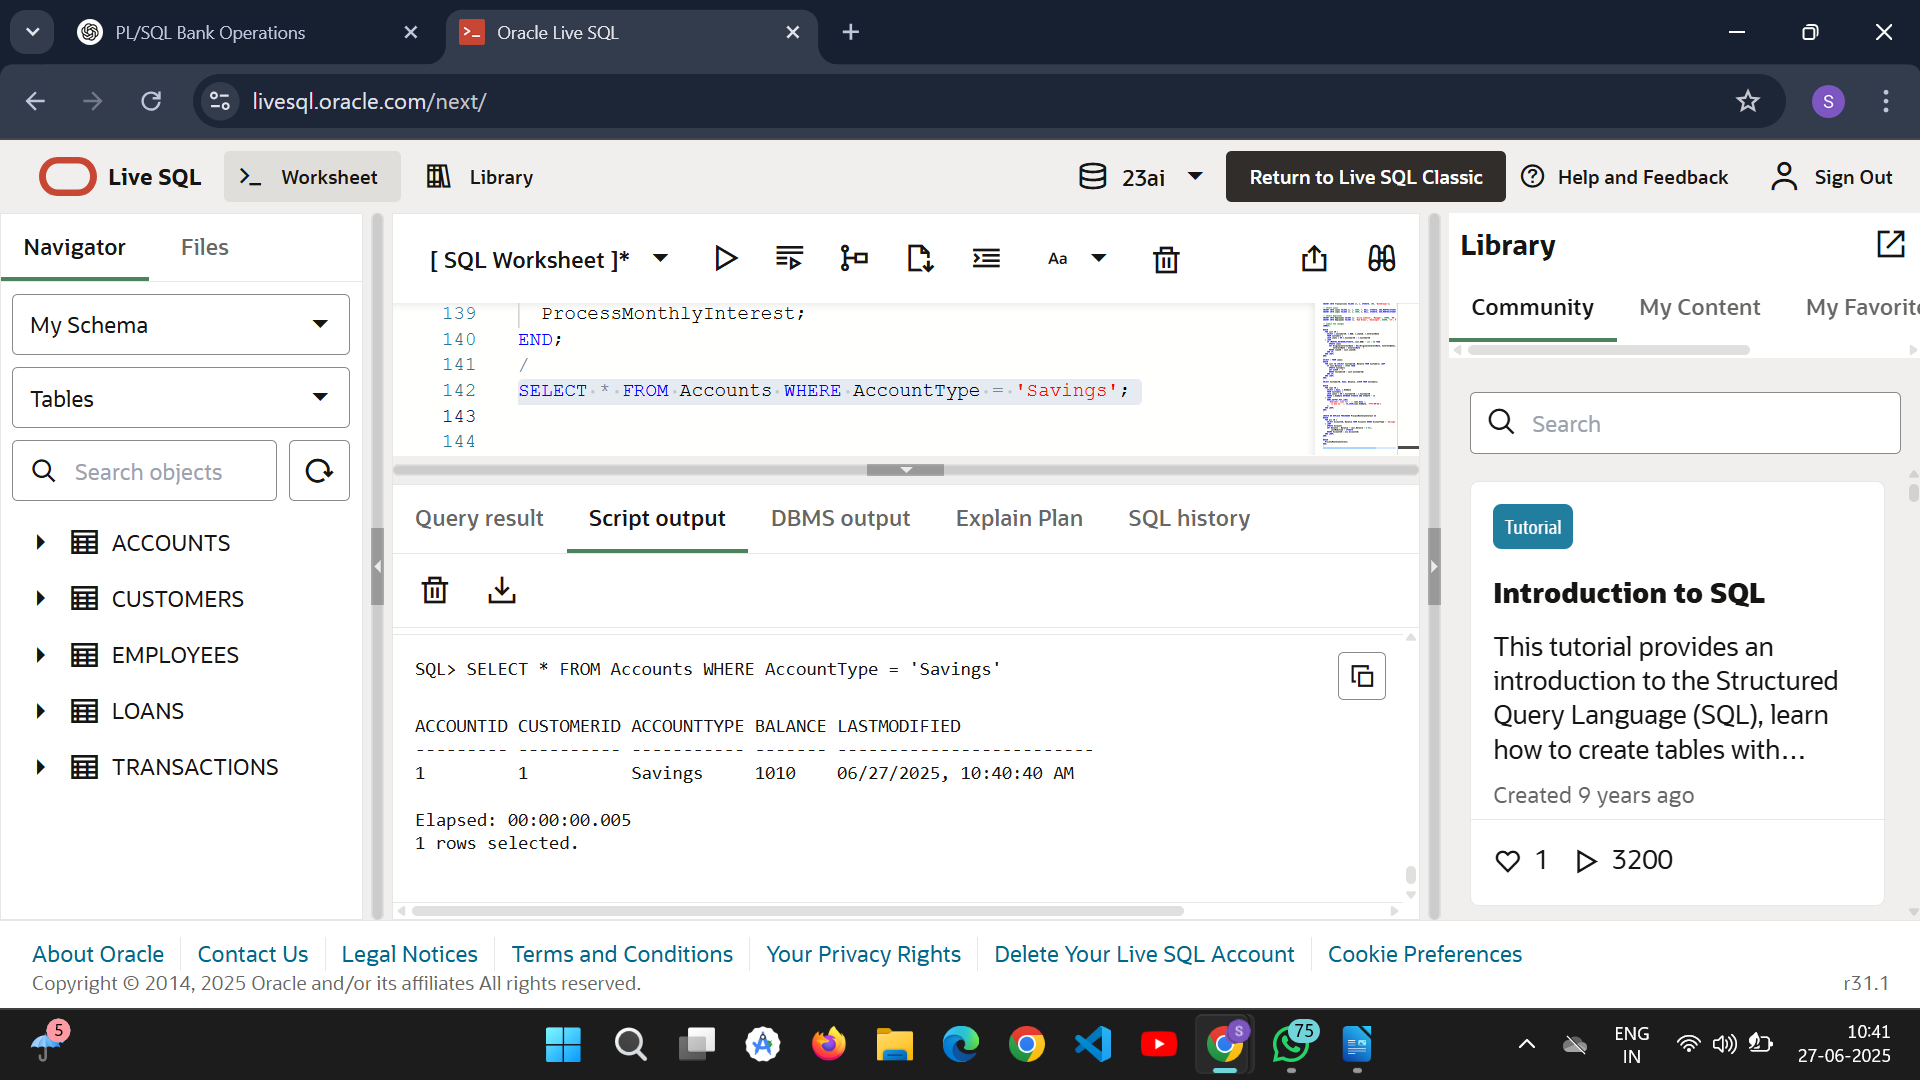 PL/SQL Bank Operations
Oracle Live SQL
livesql.oracle.com/next/
S
Live SQL
Worksheet
Library
23ai
Return to Live SQL Classic
Help and Feedback
Sign Out
Navigator
Files
My Schema
Tables
Search objects
ACCOUNTS
CUSTOMERS
EMPLOYEES
LOANS
TRANSACTIONS
[ SQL Worksheet ]*
Aa
139 ProcessMonthlyInterest;
140 END;
141 /
142 SELECT * FROM Accounts WHERE AccountType = 'Savings';
143
144
Query result
Script output
DBMS output
Explain Plan
SQL history
SQL> SELECT * FROM Accounts WHERE AccountType = 'Savings'
ACCOUNTID CUSTOMERID ACCOUNTTYPE BALANCE LASTMODIFIED
--------- ---------- ----------- ------- -------------------------
1 1 Savings 1010 06/27/2025, 10:40:40 AM
Elapsed: 00:00:00.005
1 rows selected.
Library
Community
My Content
My Favorite
Search
Tutorial
Introduction to SQL
This tutorial provides an
introduction to the Structured
Query Language (SQL), learn
how to create tables with...
Created 9 years ago
1
3200
About Oracle
Contact Us
Legal Notices
Terms and Conditions
Your Privacy Rights
Delete Your Live SQL Account
Cookie Preferences
Copyright © 2014, 2025 Oracle and/or its affiliates All rights reserved.
r31.1
5
S
75
ENG
IN
10:41
27-06-2025